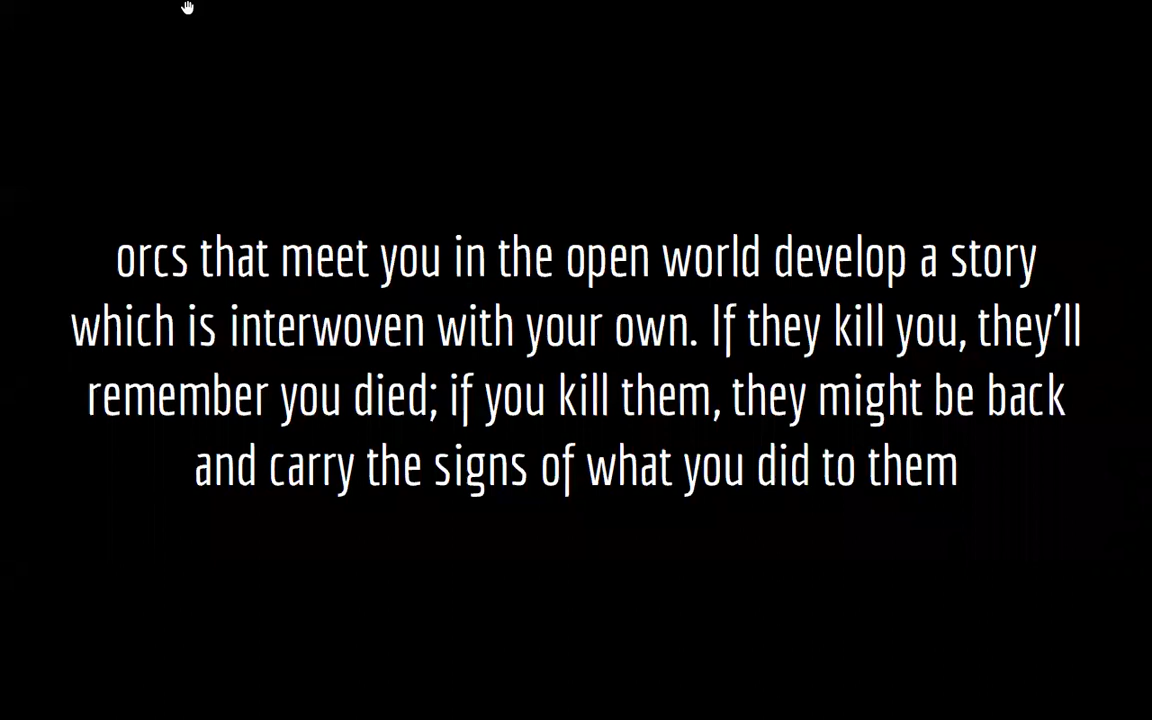 orcs that meet you in the open world develop a story
which is interwoven with your own. If they kill you, they’ll
remember you died; if you kill them, they might be back
and carry the signs of what you did to them